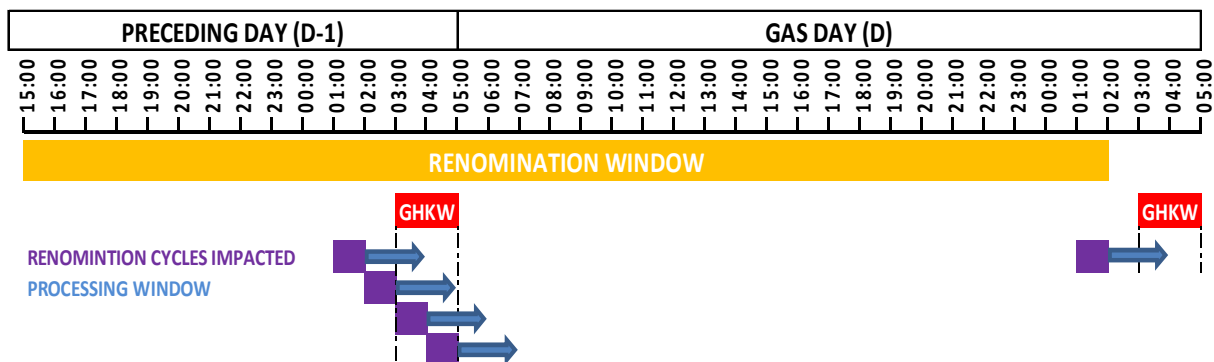 PRECEDING DAY (D-1) GAS DAY (D)
15:00 16:00 17:00 18:00 19:00 20:00 21:00 22:00 23:00 00:00 01:00 02:00 03:00 04:00 05:00 06:00 07:00 08:00 09:00 10:00 11:00 12:00 13:00 14:00 15:00 16:00 17:00 18:00 19:00 20:00 21:00 22:00 23:00 00:00 01:00 02:00 03:00 04:00 05:00
RENOMINATION WINDOW
GHKW GHKW
RENOMINTION CYCLES IMPACTED
PROCESSING WINDOW